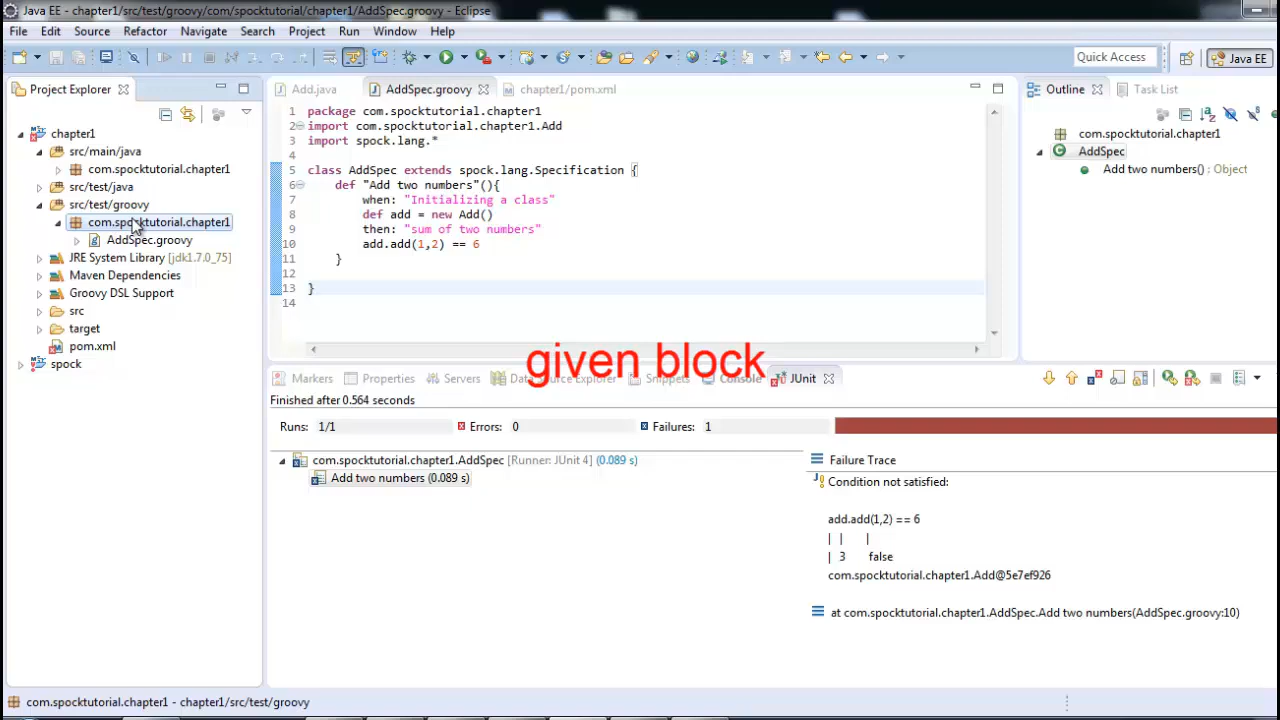 Java EE - chapter1/src/test/groovy/com/spocktutorial/chapter1/AddSpec.groovy - Eclipse
File Edit Source Refactor Navigate Search Project Run Window Help
Quick Access
Java EE
Project Explorer
chapter1
src/main/java
com.spocktutorial.chapter1
src/test/java
src/test/groovy
com.spocktutorial.chapter1
AddSpec.groovy
JRE System Library [jdk1.7.0_75]
Maven Dependencies
Groovy DSL Support
src
target
pom.xml
spock
Add.java AddSpec.groovy chapter1/pom.xml
1 package com.spocktutorial.chapter1
2 import com.spocktutorial.chapter1.Add
3 import spock.lang.*
4
5 class AddSpec extends spock.lang.Specification {
6 def "Add two numbers"(){
7 when: "Initializing a class"
8 def add = new Add()
9 then: "sum of two numbers"
10 add.add(1,2) == 6
11 }
12
13 }
14
Outline Task List
com.spocktutorial.chapter1
AddSpec
Add two numbers() : Object
given block
Markers Properties Servers Data Source Explorer Snippets Console JUnit
Finished after 0.564 seconds
Runs: 1/1 Errors: 0 Failures: 1
com.spocktutorial.chapter1.AddSpec [Runner: JUnit 4] (0.089 s)
Add two numbers (0.089 s)
Failure Trace
Condition not satisfied:
add.add(1,2) == 6
| | |
| 3 false
com.spocktutorial.chapter1.Add@5e7ef926
at com.spocktutorial.chapter1.AddSpec.Add two numbers(AddSpec.groovy:10)
com.spocktutorial.chapter1 - chapter1/src/test/groovy